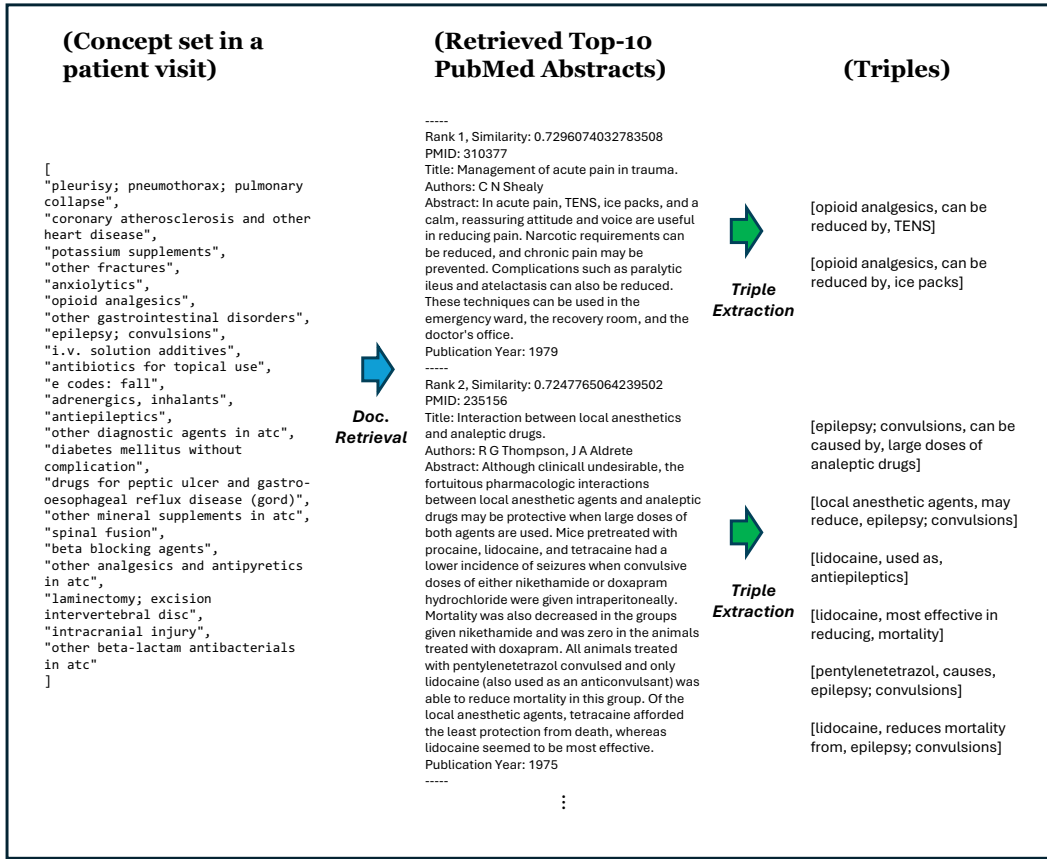 (Concept set in a
patient visit)
[
"pleurisy; pneumothorax; pulmonary
collapse",
"coronary atherosclerosis and other
heart disease",
"potassium supplements",
"other fractures",
"anxiolytics",
"opioid analgesics",
"other gastrointestinal disorders",
"epilepsy; convulsions",
"i.v. solution additives",
"antibiotics for topical use",
"e codes: fall",
"adrenergics, inhalants",
"antiepileptics",
"other diagnostic agents in atc",
"diabetes mellitus without
complication",
"drugs for peptic ulcer and gastro-
oesophageal reflux disease (gord)",
"other mineral supplements in atc",
"spinal fusion",
"beta blocking agents",
"other analgesics and antipyretics
in atc",
"laminectomy; excision
intervertebral disc",
"intracranial injury",
"other beta-lactam antibacterials
in atc"
]
Doc.
Retrieval
(Retrieved Top-10
PubMed Abstracts)
-----
Rank 1, Similarity: 0.7296074032783508
PMID: 310377
Title: Management of acute pain in trauma.
Authors: C N Shealy
Abstract: In acute pain, TENS, ice packs, and a
calm, reassuring attitude and voice are useful
in reducing pain. Narcotic requirements can
be reduced, and chronic pain may be
prevented. Complications such as paralytic
ileus and atelactasis can also be reduced.
These techniques can be used in the
emergency ward, the recovery room, and the
doctor's office.
Publication Year: 1979
-----
Rank 2, Similarity: 0.7247765064239502
PMID: 235156
Title: Interaction between local anesthetics
and analeptic drugs.
Authors: R G Thompson, J A Aldrete
Abstract: Although clinicall undesirable, the
fortuitous pharmacologic interactions
between local anesthetic agents and analeptic
drugs may be protective when large doses of
both agents are used. Mice pretreated with
procaine, lidocaine, and tetracaine had a
lower incidence of seizures when convulsive
doses of either nikethamide or doxapram
hydrochloride were given intraperitoneally.
Mortality was also decreased in the groups
given nikethamide and was zero in the animals
treated with doxapram. All animals treated
with pentylenetetrazol convulsed and only
lidocaine (also used as an anticonvulsant) was
able to reduce mortality in this group. Of the
local anesthetic agents, tetracaine afforded
the least protection from death, whereas
lidocaine seemed to be most effective.
Publication Year: 1975
-----
⋮
Triple
Extraction
Triple
Extraction
(Triples)
[opioid analgesics, can be
reduced by, TENS]
[opioid analgesics, can be
reduced by, ice packs]
[epilepsy; convulsions, can be
caused by, large doses of
analeptic drugs]
[local anesthetic agents, may
reduce, epilepsy; convulsions]
[lidocaine, used as,
antiepileptics]
[lidocaine, most effective in
reducing, mortality]
[pentylenetetrazol, causes,
epilepsy; convulsions]
[lidocaine, reduces mortality
from, epilepsy; convulsions]